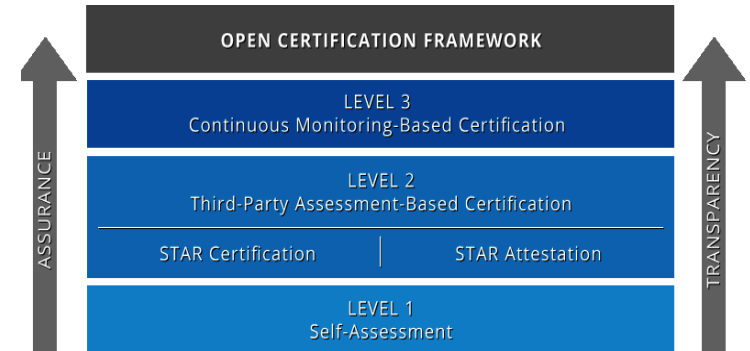 OPEN CERTIFICATION FRAMEWORK
LEVEL 3
Continuous Monitoring-Based Certification
LEVEL 2
Third-Party Assessment-Based Certification
STAR Certification
STAR Attestation
LEVEL 1
Self-Assessment
ASSURANCE
TRANSPARENCY